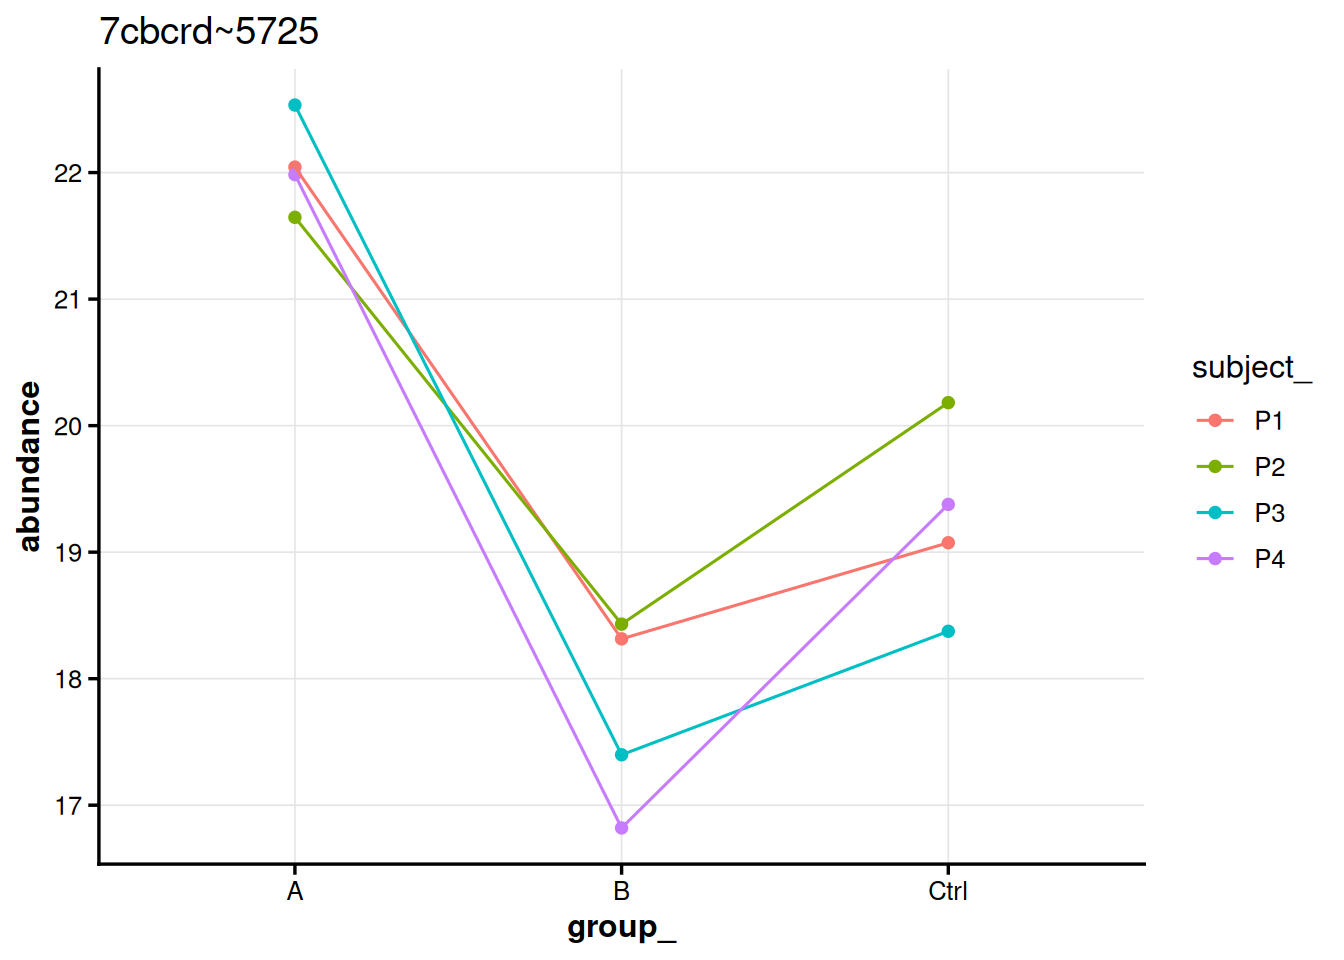 7cbcrd~5725
22
21
20
19
18
17
abundance
A B Ctrl
group_
subject_
P1
P2
P3
P4